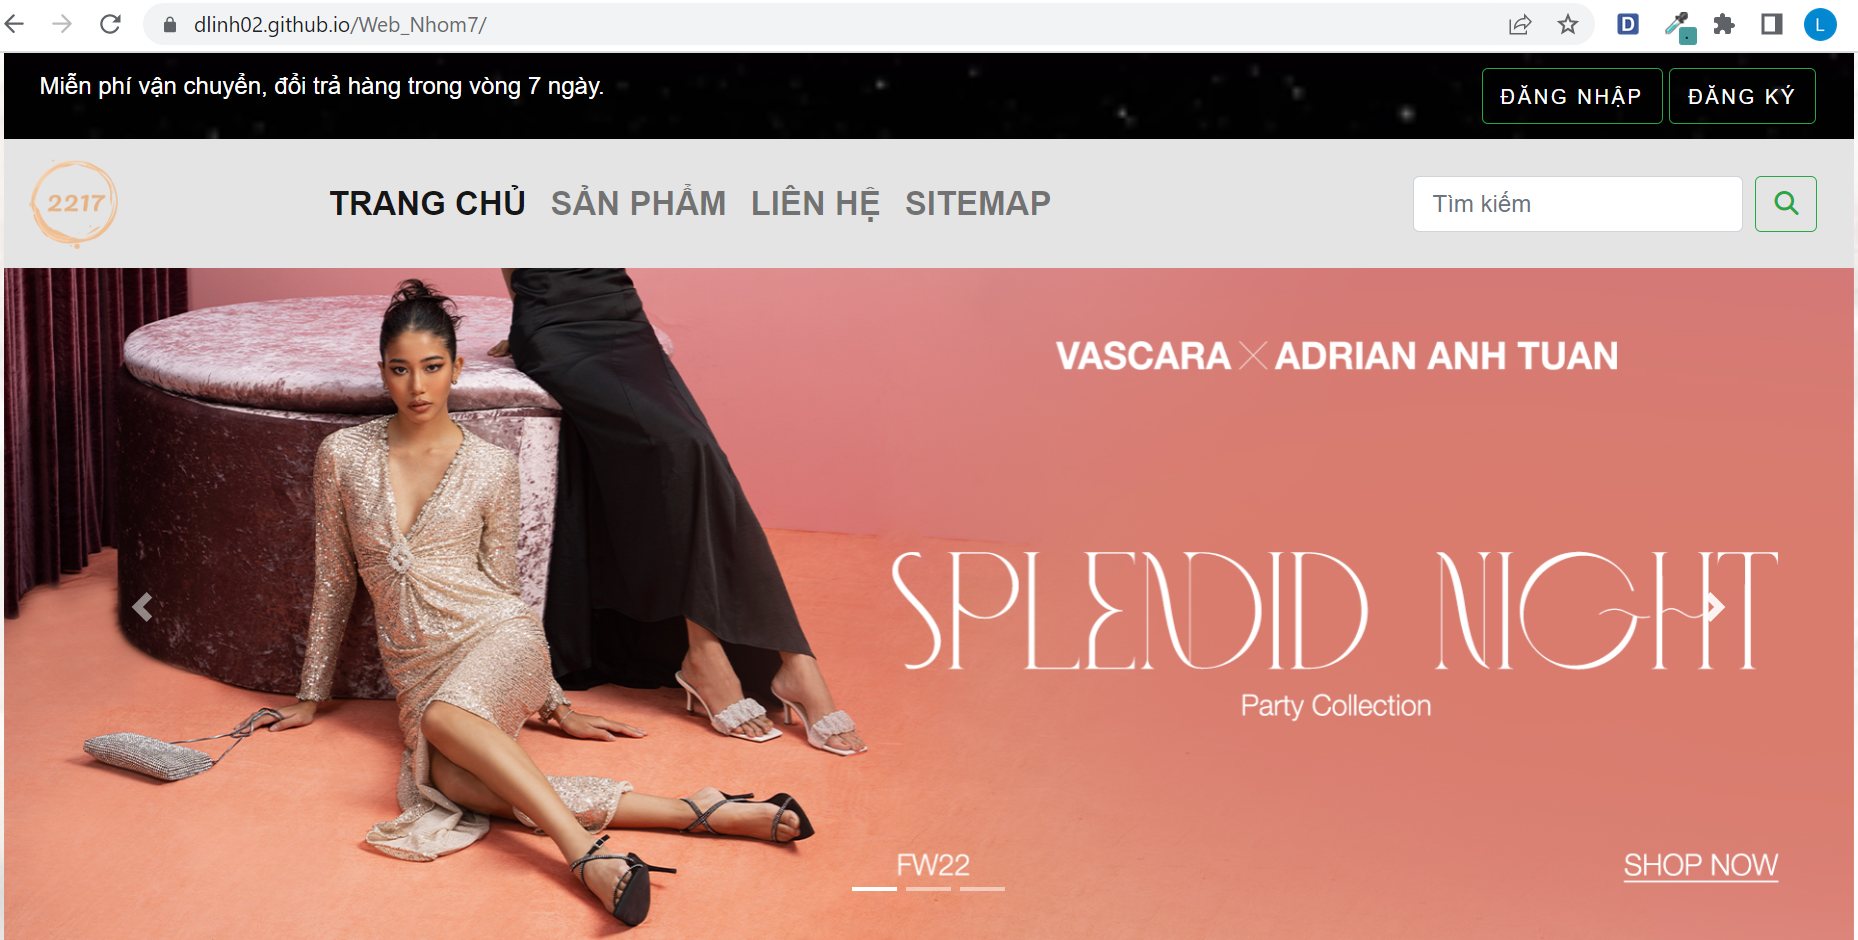 dlinh02.github.io/Web_Nhom7/
D
L
Miễn phí vận chuyển, đổi trả hàng trong vòng 7 ngày.
ĐĂNG NHẬP
ĐĂNG KÝ
2217
TRANG CHỦ
SẢN PHẨM
LIÊN HỆ
SITEMAP
Tìm kiếm
VASCARA X ADRIAN ANH TUAN
SPLENDID NIGHT
Party Collection
FW22
SHOP NOW